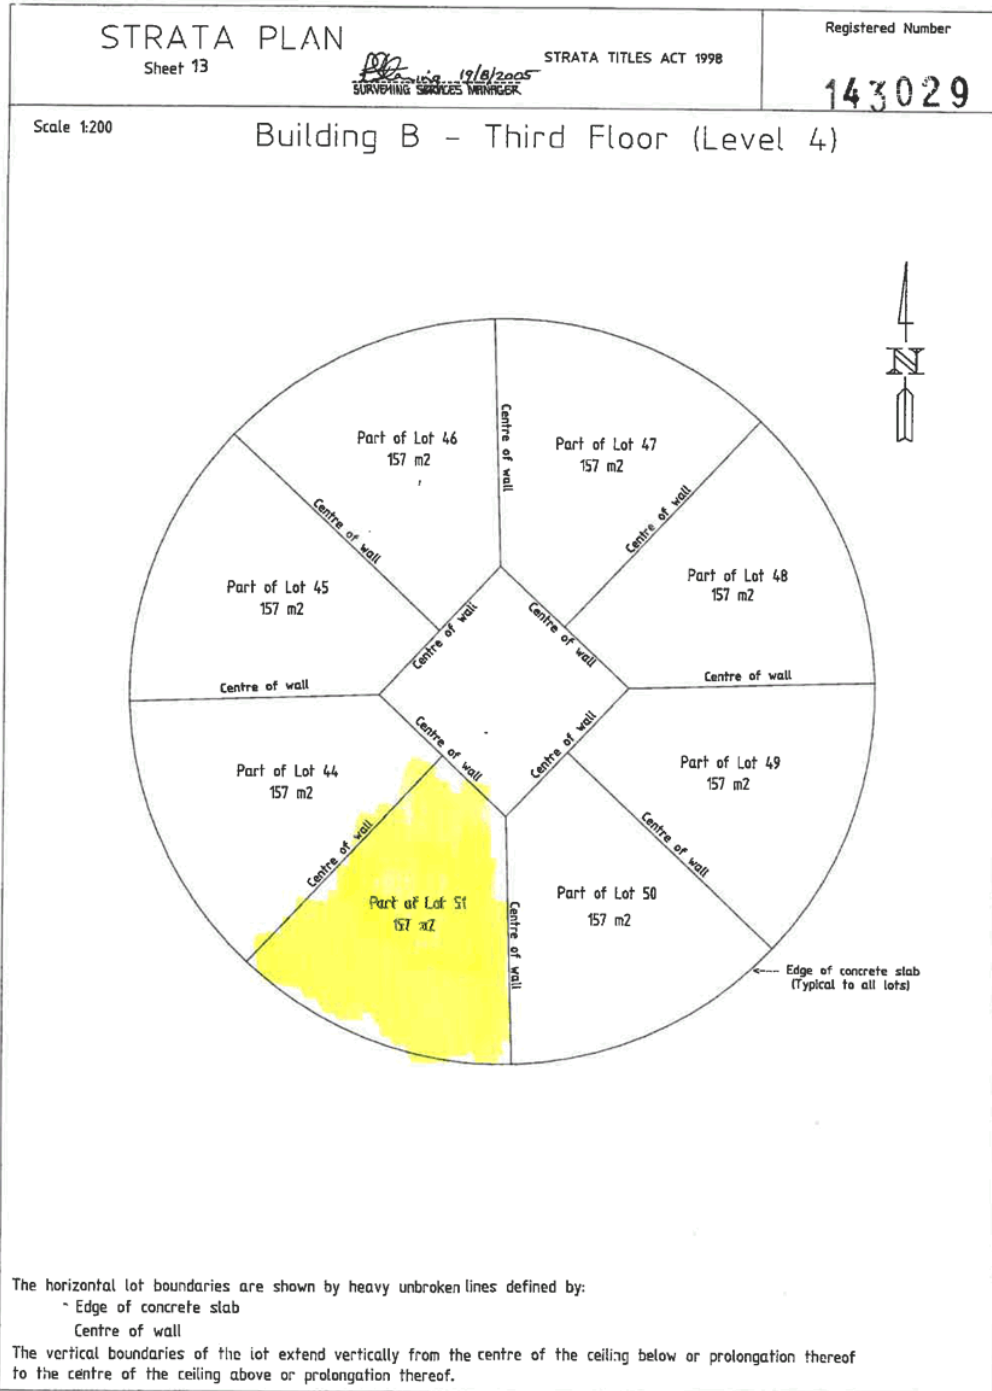 STRATA PLAN
Sheet 13
19/8/2005
SURVEYING SERVICES MANAGER
STRATA TITLES ACT 1998
Registered Number
143029
Scale 1:200
Building B - Third Floor (Level 4)
N
Part of Lot 46
157 m2
Centre of wall
Part of Lot 47
157 m2
Centre of wall
Centre of wall
Part of Lot 45
157 m2
Part of Lot 48
157 m2
Centre of wall
Centre of wall
Centre of wall
Centre of wall
Part of Lot 44
157 m2
Centre of wall
Centre of wall
Part of Lot 49
157 m2
Centre of wall
Centre of wall
Part of Lot 51
157 m2
Centre of wall
Part of Lot 50
157 m2
<--- Edge of concrete slab
(Typical to all lots)
The horizontal lot boundaries are shown by heavy unbroken lines defined by:
- Edge of concrete slab
Centre of wall
The vertical boundaries of the lot extend vertically from the centre of the ceiling below or prolongation thereof
to the centre of the ceiling above or prolongation thereof.